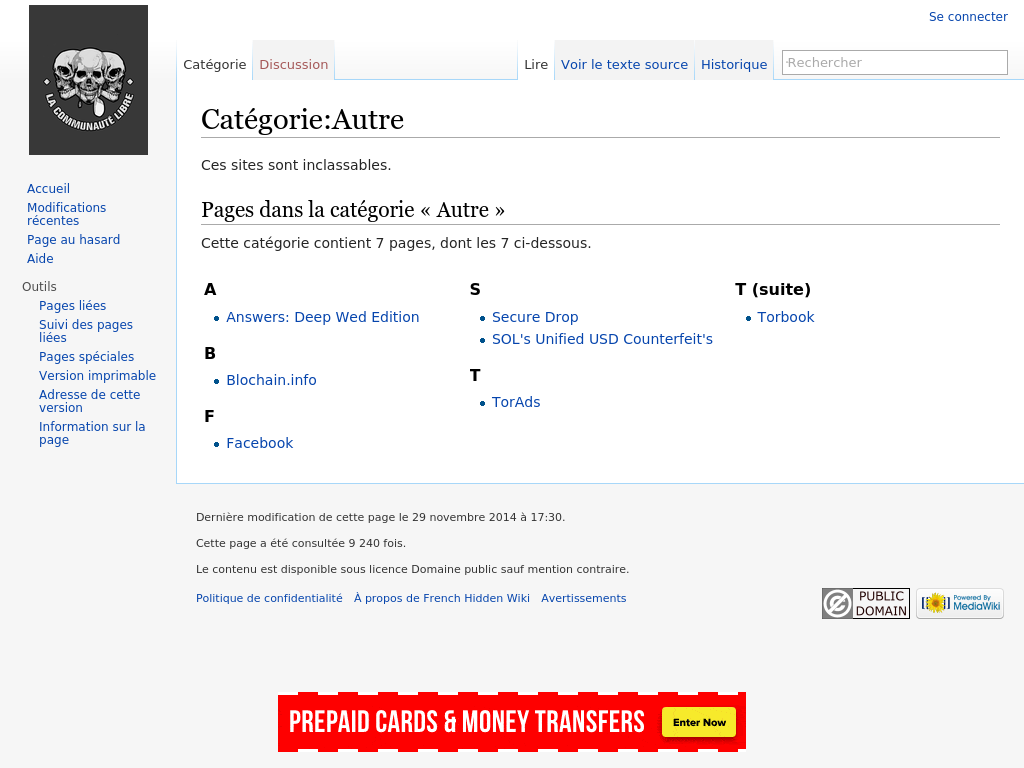 Se connecter
LA COMMUNAUTÉ LIBRE
Catégorie
Discussion
Lire
Voir le texte source
Historique
Rechercher
Catégorie:Autre
Ces sites sont inclassables.
Pages dans la catégorie « Autre »
Cette catégorie contient 7 pages, dont les 7 ci-dessous.
A
Answers: Deep Wed Edition
B
Blochain.info
F
Facebook
S
Secure Drop
SOL's Unified USD Counterfeit's
T
TorAds
T (suite)
Torbook
Accueil
Modifications
récentes
Page au hasard
Aide
Outils
Pages liées
Suivi des pages
liées
Pages spéciales
Version imprimable
Adresse de cette
version
Information sur la
page
Dernière modification de cette page le 29 novembre 2014 à 17:30.
Cette page a été consultée 9 240 fois.
Le contenu est disponible sous licence Domaine public sauf mention contraire.
Politique de confidentialité À propos de French Hidden Wiki Avertissements
PUBLIC
DOMAIN
Powered By
MediaWiki
PREPAID CARDS & MONEY TRANSFERS
Enter Now